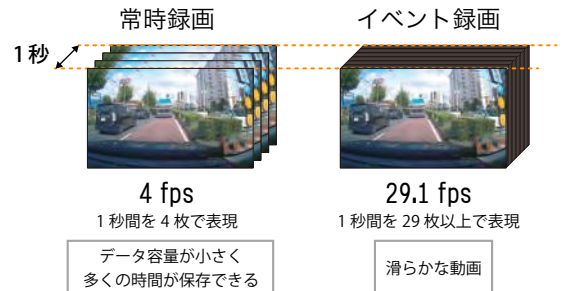 常時録画
イベント録画
1秒
4 fps
29.1 fps
1秒間を4枚で表現
1秒間を29枚以上で表現
データ容量が小さく
多くの時間が保存できる
滑らかな動画